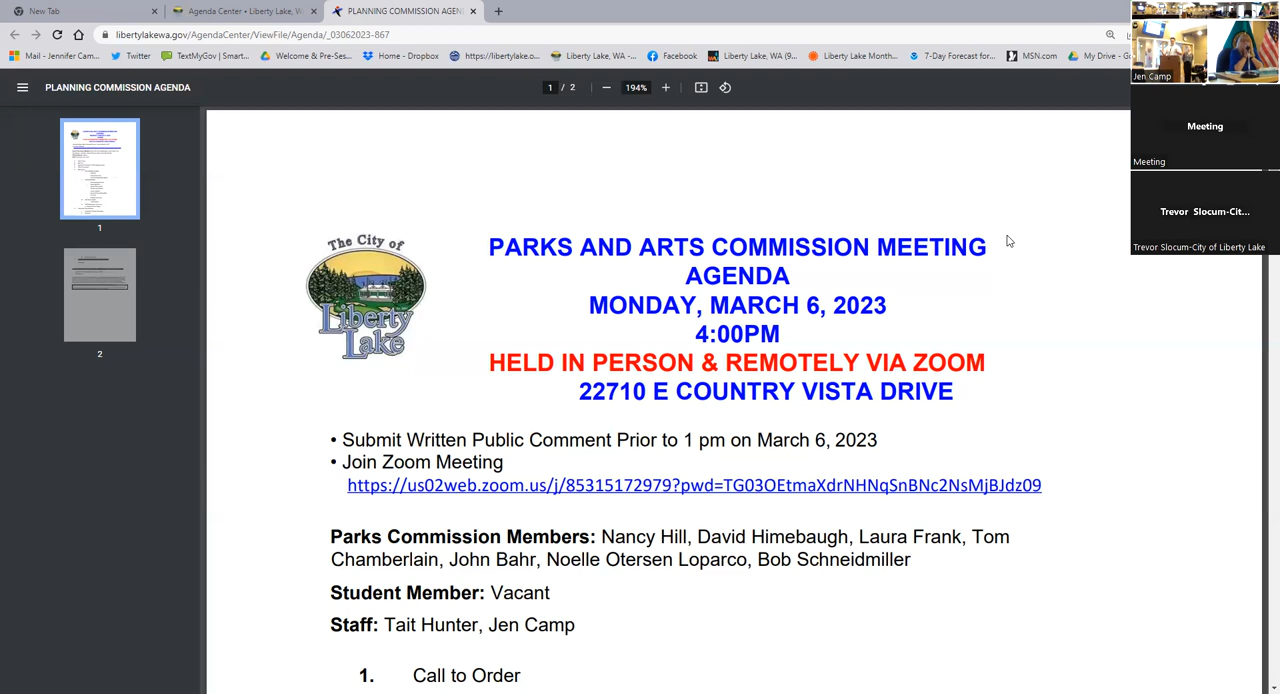 New Tab
Agenda Center • Liberty Lake, W
PLANNING COMMISSION AGEN
libertylakewa.gov/AgendaCenter/ViewFile/Agenda/_03062023-867
Mail - Jennifer Cam...
Twitter
TextMyGov | Smart...
Welcome & Pre-Ses...
Home - Dropbox
https://libertylake.o...
Liberty Lake, WA -...
Facebook
Liberty Lake, WA (9...
Liberty Lake Month...
7-Day Forecast for...
MSN.com
My Drive - G
PLANNING COMMISSION AGENDA
1 / 2
194%
Jen Camp
Meeting
Meeting
Trevor Slocum-Cit...
Trevor Slocum-City of Liberty Lake
1
2
The City of
Liberty
Lake
PARKS AND ARTS COMMISSION MEETING
AGENDA
MONDAY, MARCH 6, 2023
4:00PM
HELD IN PERSON & REMOTELY VIA ZOOM
22710 E COUNTRY VISTA DRIVE
• Submit Written Public Comment Prior to 1 pm on March 6, 2023
• Join Zoom Meeting
https://us02web.zoom.us/j/85315172979?pwd=TG03OEtmaXdrNHNqSnBNc2NsMjBJdz09
Parks Commission Members: Nancy Hill, David Himebaugh, Laura Frank, Tom
Chamberlain, John Bahr, Noelle Otersen Loparco, Bob Schneidmiller
Student Member: Vacant
Staff: Tait Hunter, Jen Camp
1. Call to Order